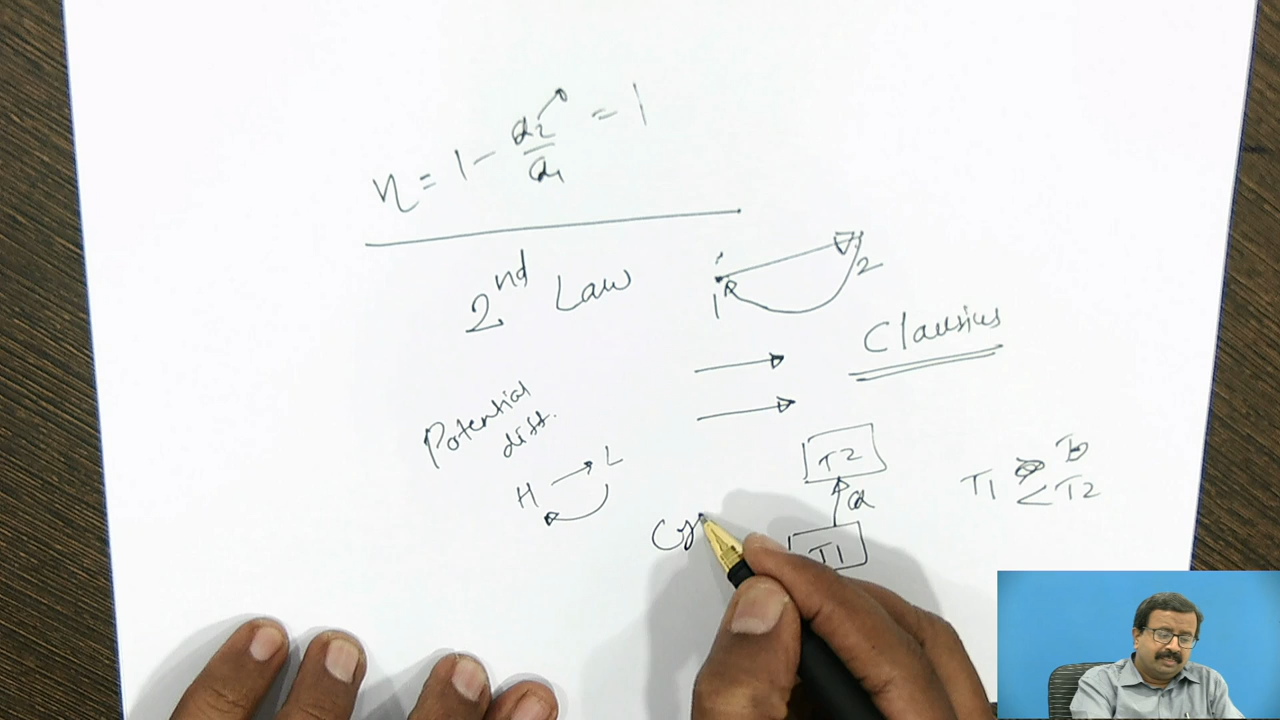 η = 1 - Q2/Q1 = 1
2nd Law
1 2
Clausius
Potential
diff.
H L
T2
Q
T1
T1 < T2
Cy